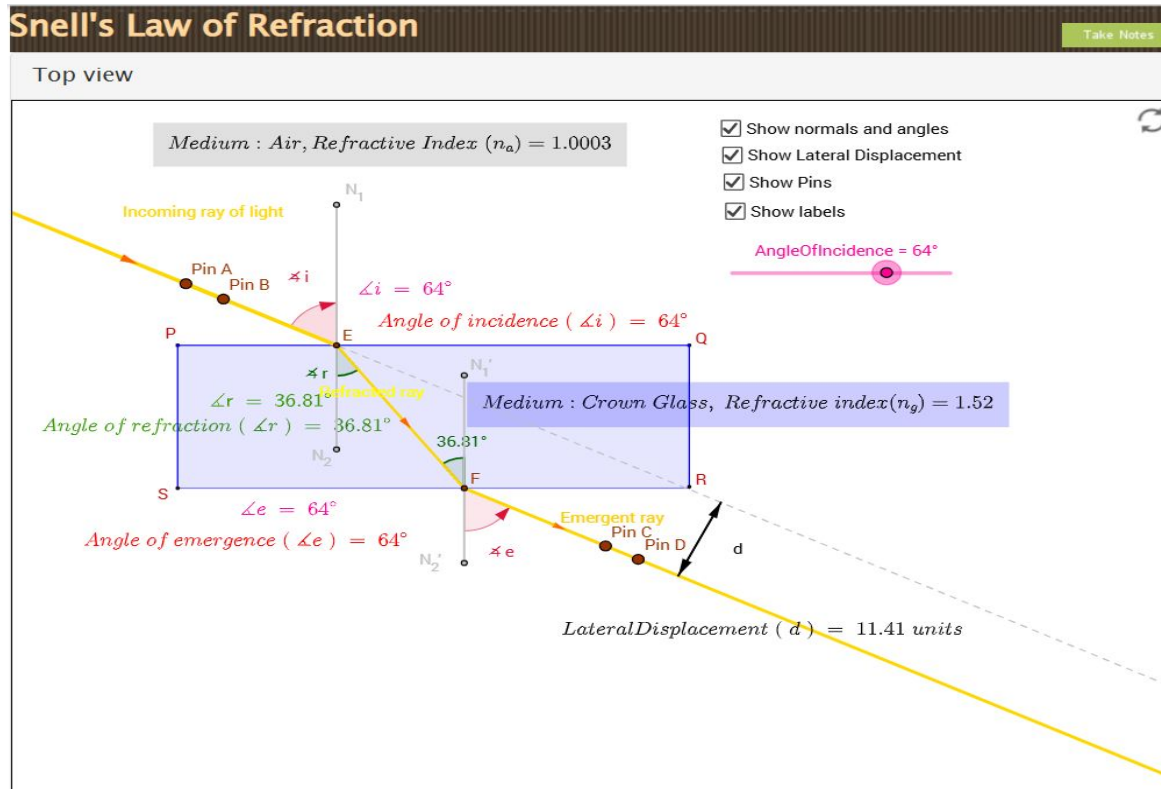 Snell's Law of Refraction
Take Notes
Top view
Medium : Air, Refractive Index (nₐ) = 1.0003
Show normals and angles
Show Lateral Displacement
Show Pins
Show labels
AngleOfIncidence = 64°
N₁
Incoming ray of light
Pin A
Pin B
∡i
∡i = 64°
Angle of incidence ( ∡i ) = 64°
P
E
Q
∡r
N₁'
Refracted ray
∡r = 36.81°
Medium : Crown Glass, Refractive index(n_g) = 1.52
Angle of refraction ( ∡r ) = 36.81°
36.81°
N₂
S
F
R
∡e = 64°
Emergent ray
Angle of emergence ( ∡e ) = 64°
Pin C
Pin D
∡e
N₂'
d
LateralDisplacement ( d ) = 11.41 units